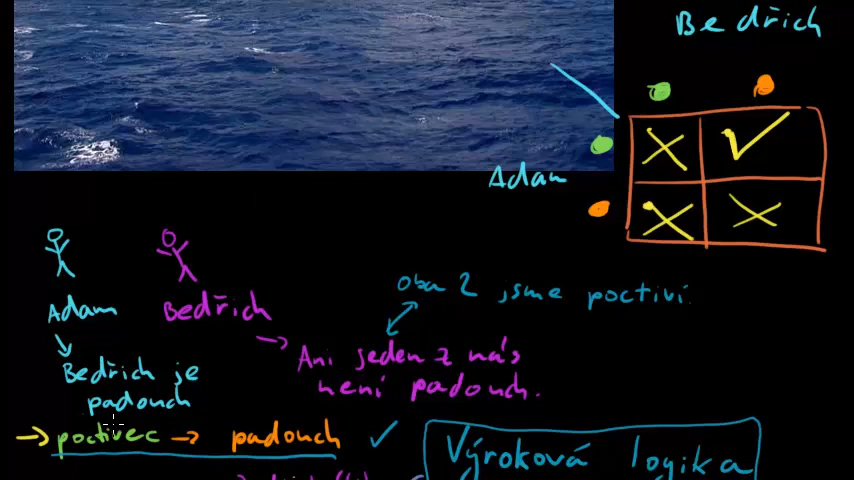 Bedřich
Adam
Adam
Bedřich
oba 2 jsme poctiví
Ani jeden z nás
není padouch.
Bedřich je
padouch
poctivec → padouch ✓
Výroková logika